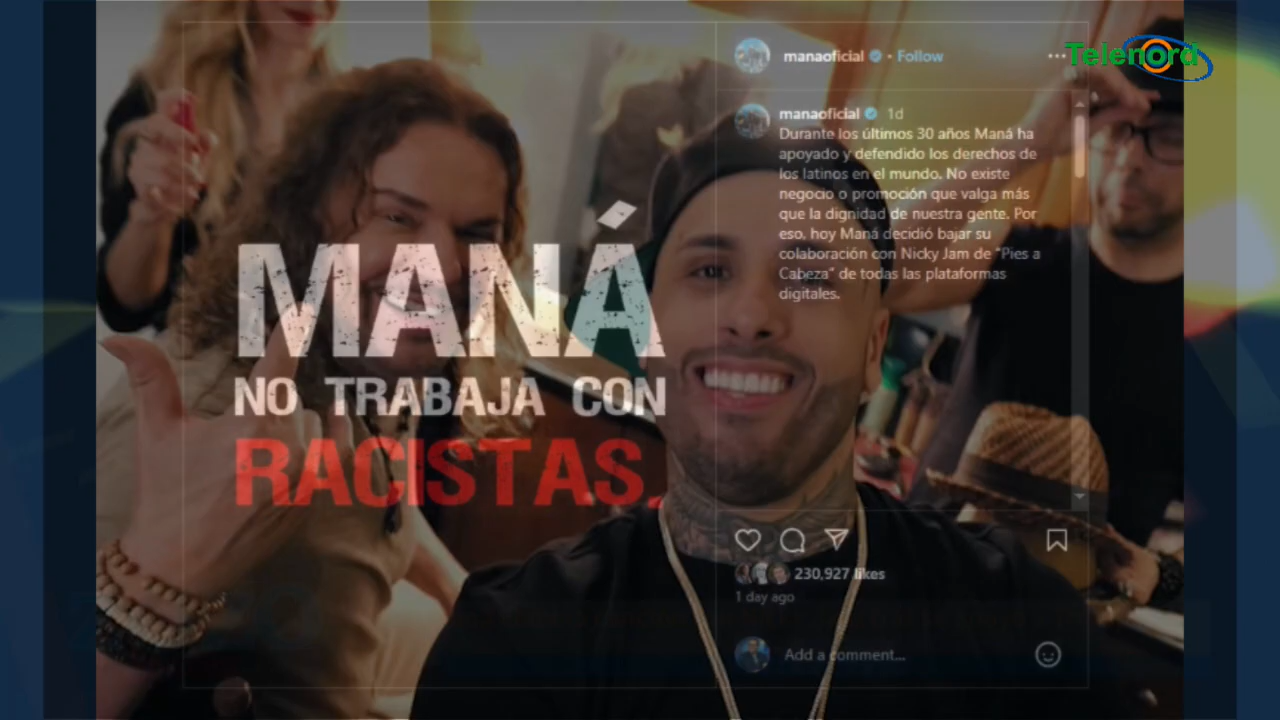 Telenord
manaoficial • Follow
manaoficial 1d
Durante los últimos 30 años Maná ha
apoyado y defendido los derechos de
los latinos en el mundo. No existe
negocio o promoción que valga más
que la dignidad de nuestra gente. Por
eso, hoy Maná decidió bajar su
colaboración con Nicky Jam de "Pies a
Cabeza" de todas las plataformas
digitales.
MANÁ
NO TRABAJA CON
RACISTAS.
230,927 likes
1 day ago
Add a comment...